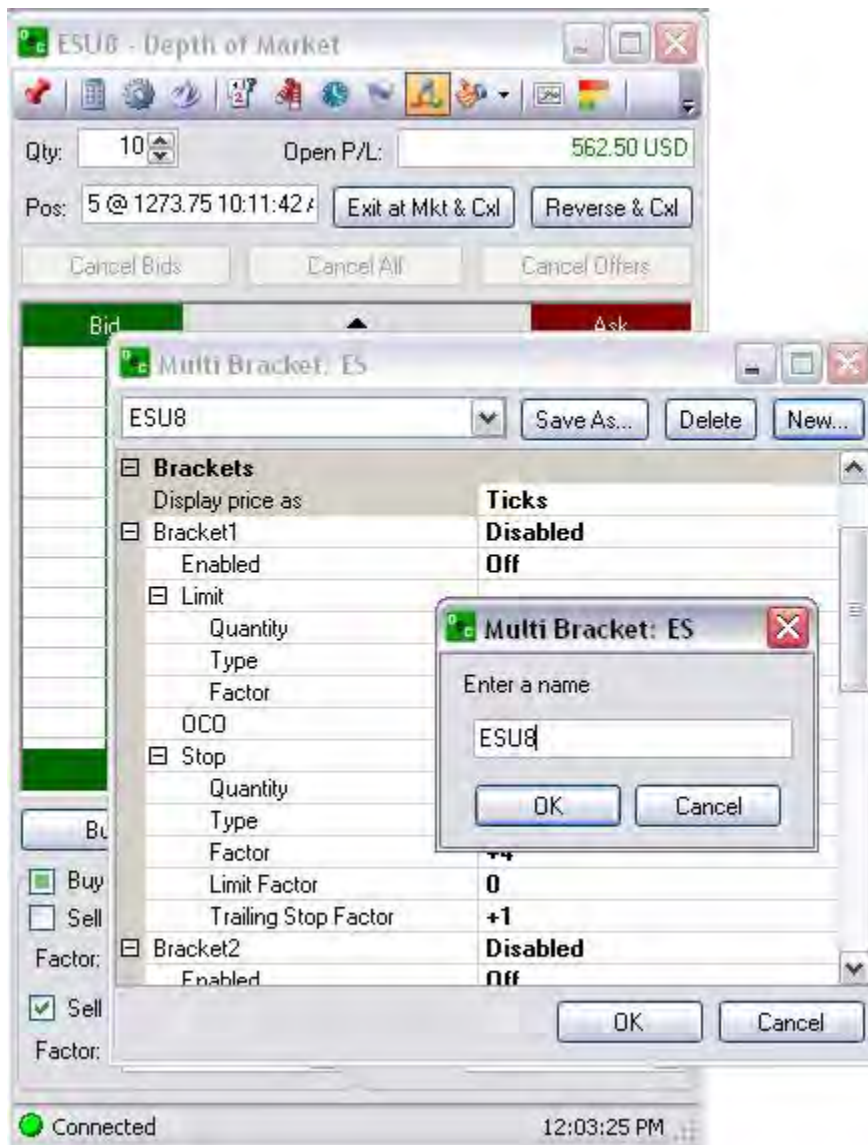 ESU8 - Depth of Market
Qty: 10 Open P/L: 562.50 USD
Pos: 5 @ 1273.75 10:11:42 Exit at Mkt & Cxl Reverse & Cxl
Cancel Bids Cancel All Cancel Offers
Bid Ask
Multi Bracket: ES
ESU8 Save As... Delete New...
Brackets
Display price as Ticks
Bracket1 Disabled
Enabled Off
Limit
Quantity
Type
Factor
OCO
Stop
Quantity
Type
Factor +4
Limit Factor 0
Trailing Stop Factor +1
Bracket2 Disabled
Enabled Off
OK Cancel
Multi Bracket: ES
Enter a name
ESU8
OK Cancel
Buy
Sell
Factor:
Sell
Factor:
Connected 12:03:25 PM